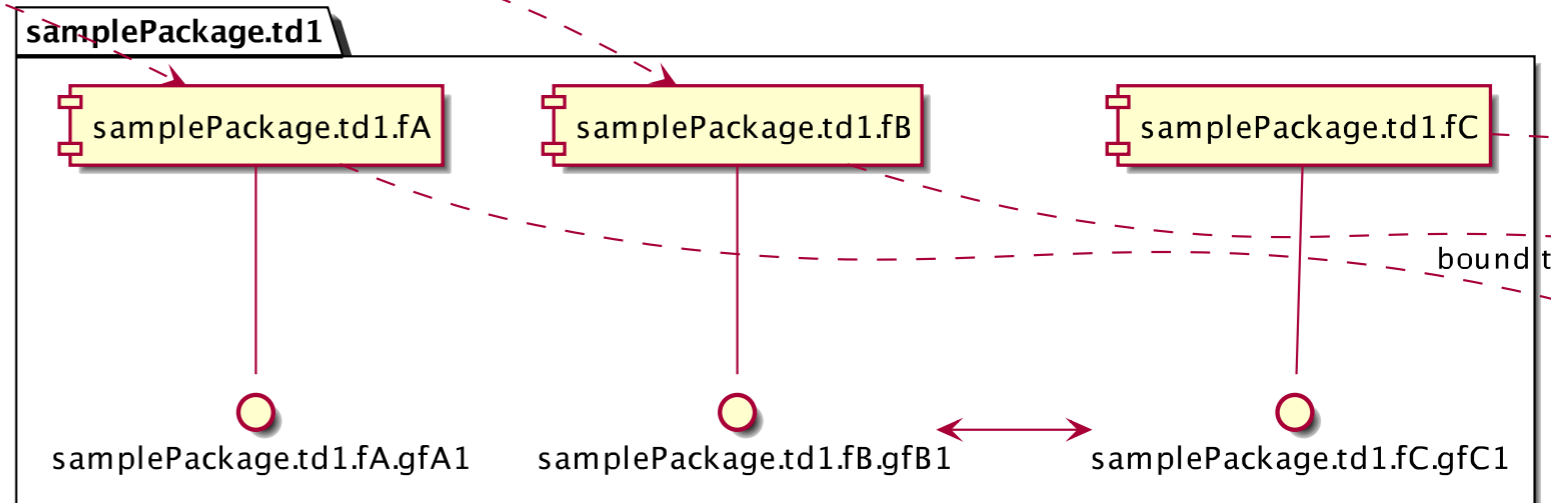 samplePackage.td1
samplePackage.td1.fA
samplePackage.td1.fB
samplePackage.td1.fC
bound t
samplePackage.td1.fA.gfA1
samplePackage.td1.fB.gfB1
samplePackage.td1.fC.gfC1